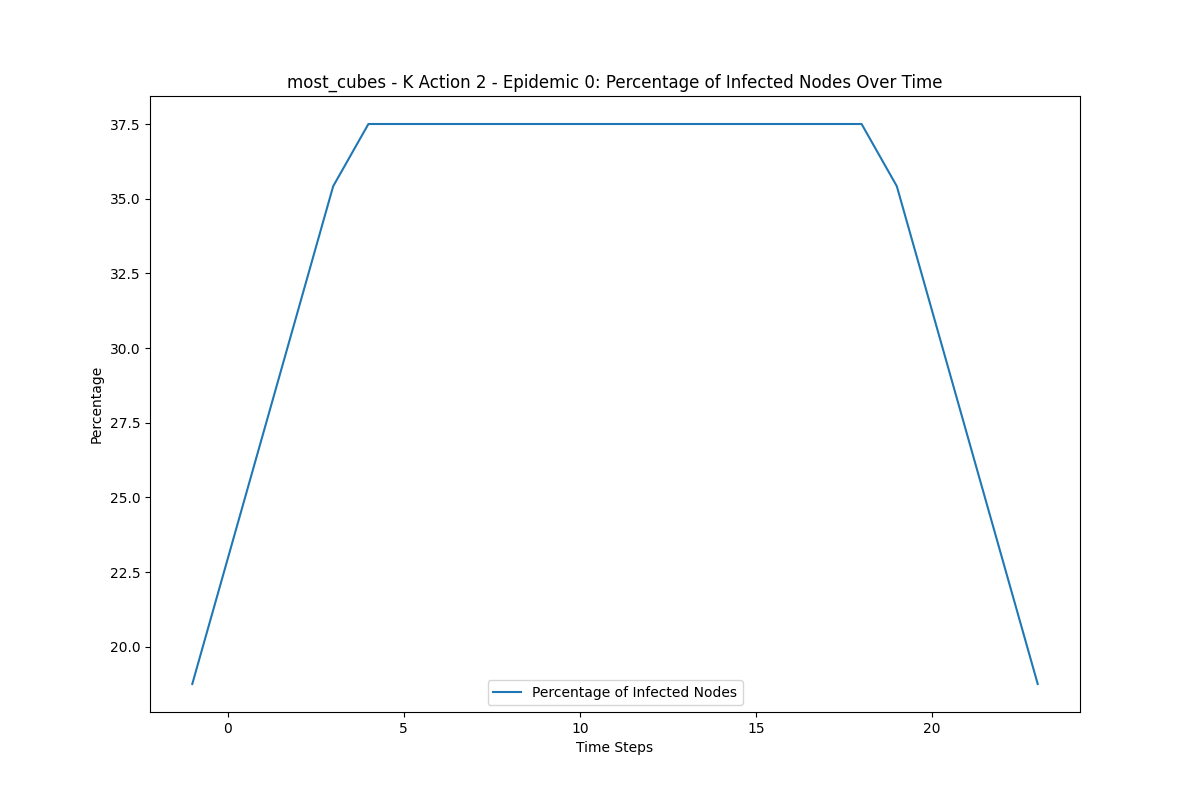 most_cubes - K Action 2 - Epidemic 0: Percentage of Infected Nodes Over Time
37.5
35.0
32.5
30.0
27.5
25.0
22.5
20.0
Percentage
Percentage of Infected Nodes
0 5 10 15 20
Time Steps